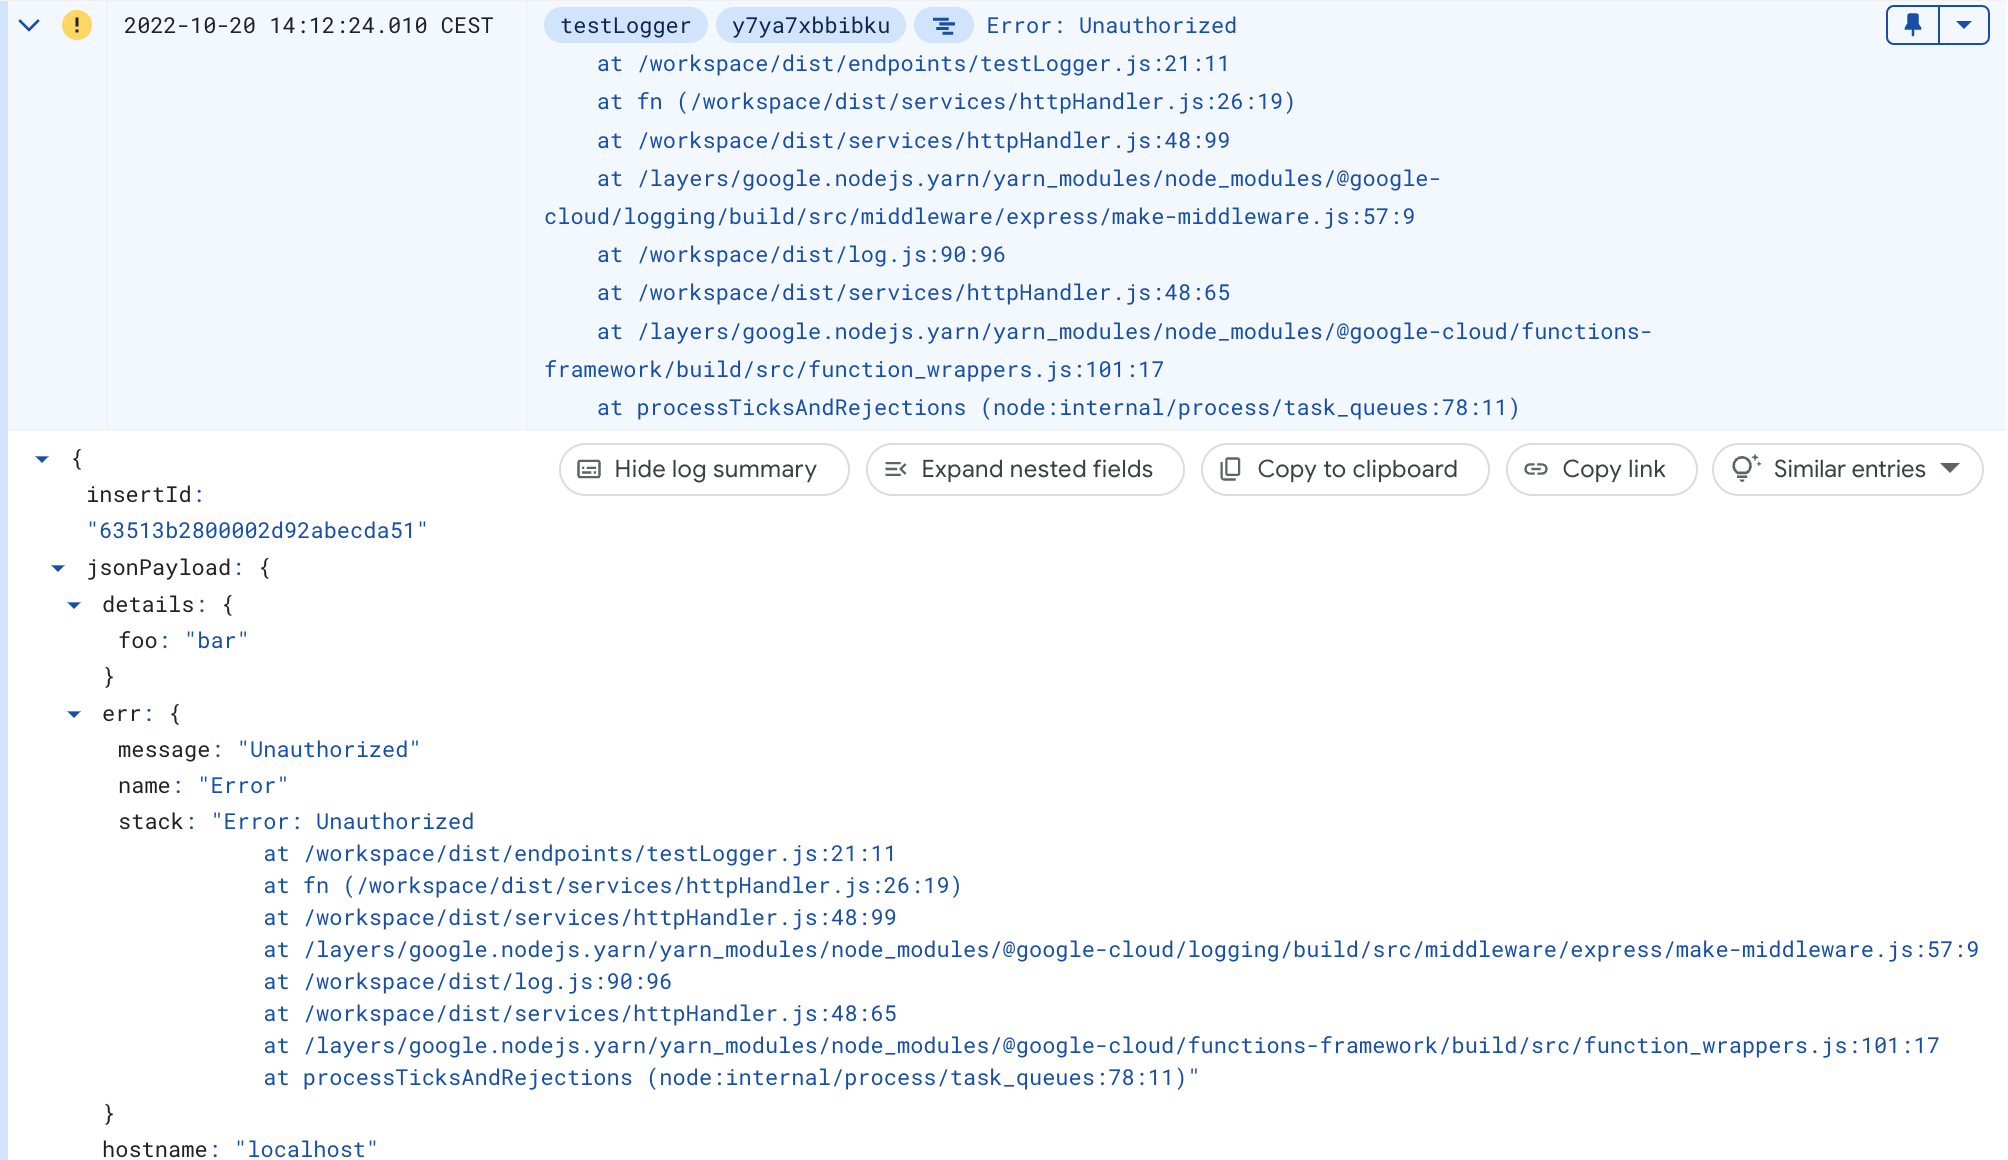 2022-10-20 14:12:24.010 CEST testLogger y7ya7xbbibku Error: Unauthorized
at /workspace/dist/endpoints/testLogger.js:21:11
at fn (/workspace/dist/services/httpHandler.js:26:19)
at /workspace/dist/services/httpHandler.js:48:99
at /layers/google.nodejs.yarn/yarn_modules/node_modules/@google-
cloud/logging/build/src/middleware/express/make-middleware.js:57:9
at /workspace/dist/log.js:90:96
at /workspace/dist/services/httpHandler.js:48:65
at /layers/google.nodejs.yarn/yarn_modules/node_modules/@google-cloud/functions-
framework/build/src/function_wrappers.js:101:17
at processTicksAndRejections (node:internal/process/task_queues:78:11)
{
Hide log summary Expand nested fields Copy to clipboard Copy link Similar entries
insertId:
"63513b2800002d92abecda51"
jsonPayload: {
details: {
foo: "bar"
}
err: {
message: "Unauthorized"
name: "Error"
stack: "Error: Unauthorized
at /workspace/dist/endpoints/testLogger.js:21:11
at fn (/workspace/dist/services/httpHandler.js:26:19)
at /workspace/dist/services/httpHandler.js:48:99
at /layers/google.nodejs.yarn/yarn_modules/node_modules/@google-cloud/logging/build/src/middleware/express/make-middleware.js:57:9
at /workspace/dist/log.js:90:96
at /workspace/dist/services/httpHandler.js:48:65
at /layers/google.nodejs.yarn/yarn_modules/node_modules/@google-cloud/functions-framework/build/src/function_wrappers.js:101:17
at processTicksAndRejections (node:internal/process/task_queues:78:11)"
}
hostname: "localhost"